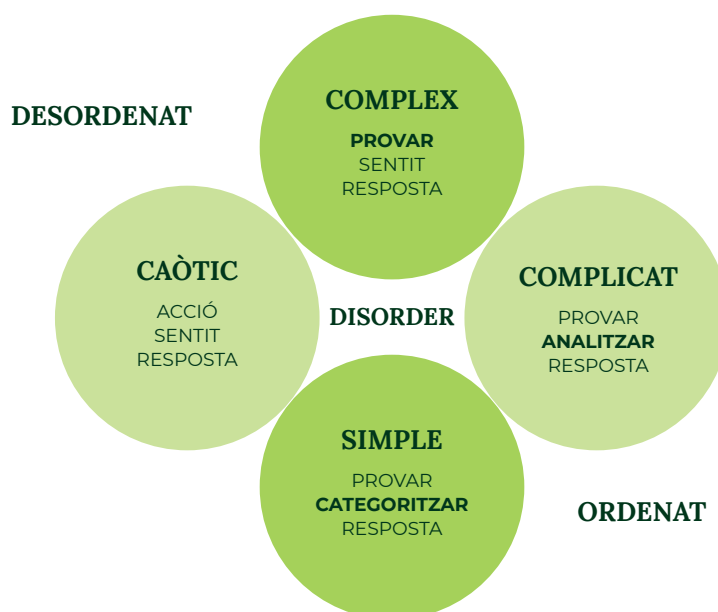 DESORDENAT
COMPLEX
PROVAR
SENTIT
RESPOSTA
CAÒTIC
ACCIÓ
SENTIT
RESPOSTA
DISORDER
COMPLICAT
PROVAR
ANALITZAR
RESPOSTA
SIMPLE
PROVAR
CATEGORITZAR
RESPOSTA
ORDENAT